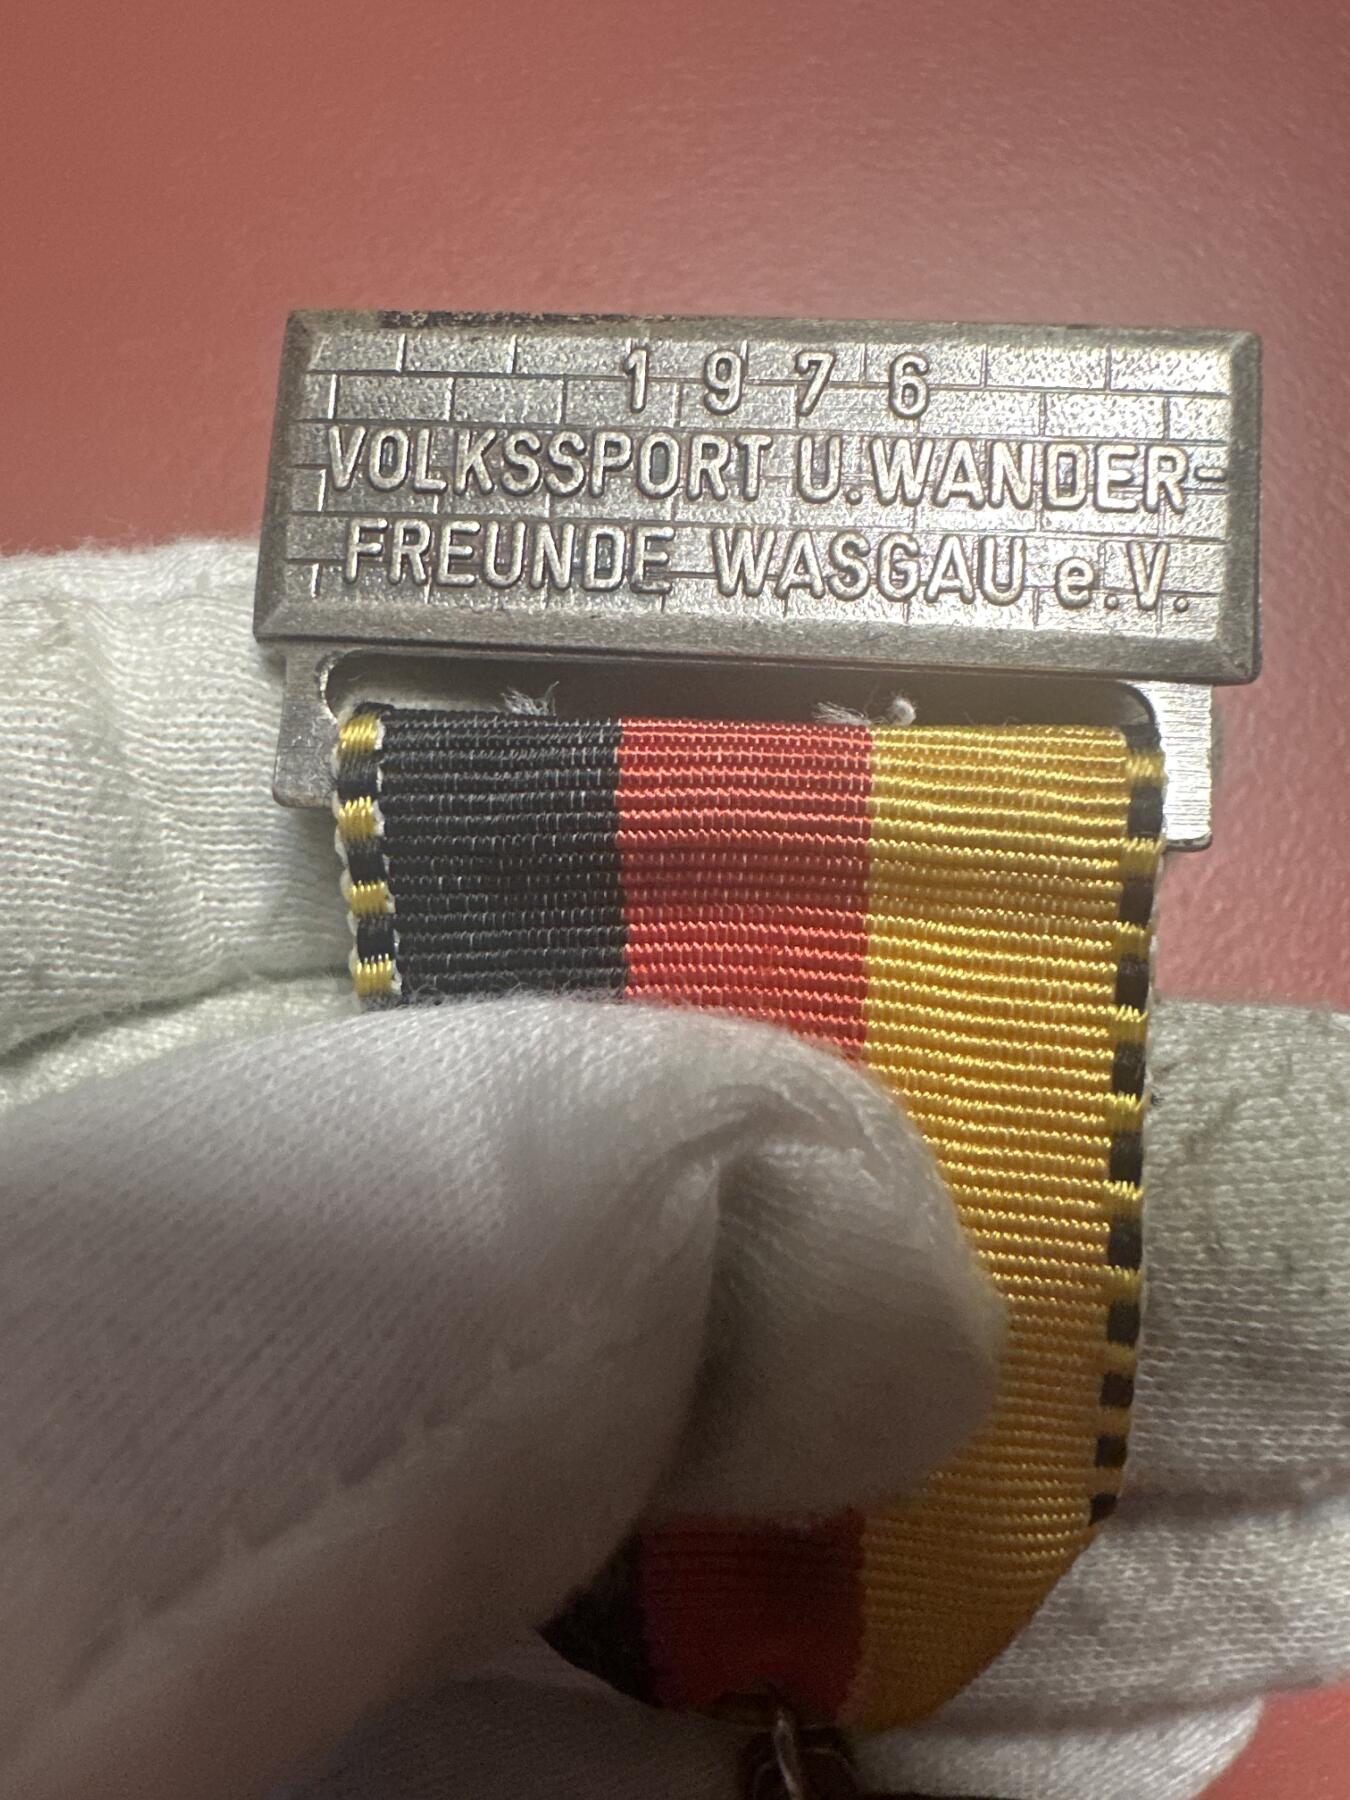 1976
VOLKSSPORT U. WANDER-
FREUNDE WASGAU e.V.